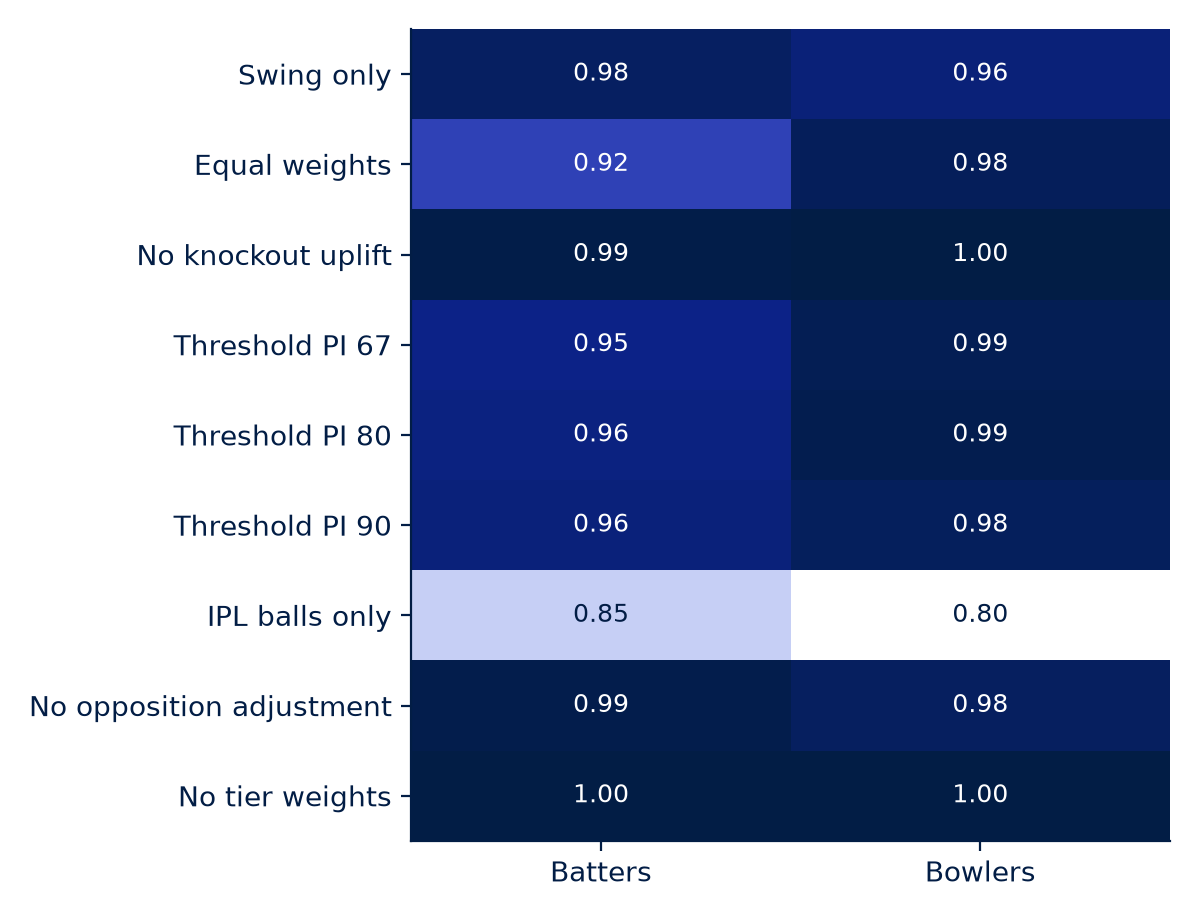 Swing only 0.98 0.96
Equal weights 0.92 0.98
No knockout uplift 0.99 1.00
Threshold PI 67 0.95 0.99
Threshold PI 80 0.96 0.99
Threshold PI 90 0.96 0.98
IPL balls only 0.85 0.80
No opposition adjustment 0.99 0.98
No tier weights 1.00 1.00
Batters Bowlers